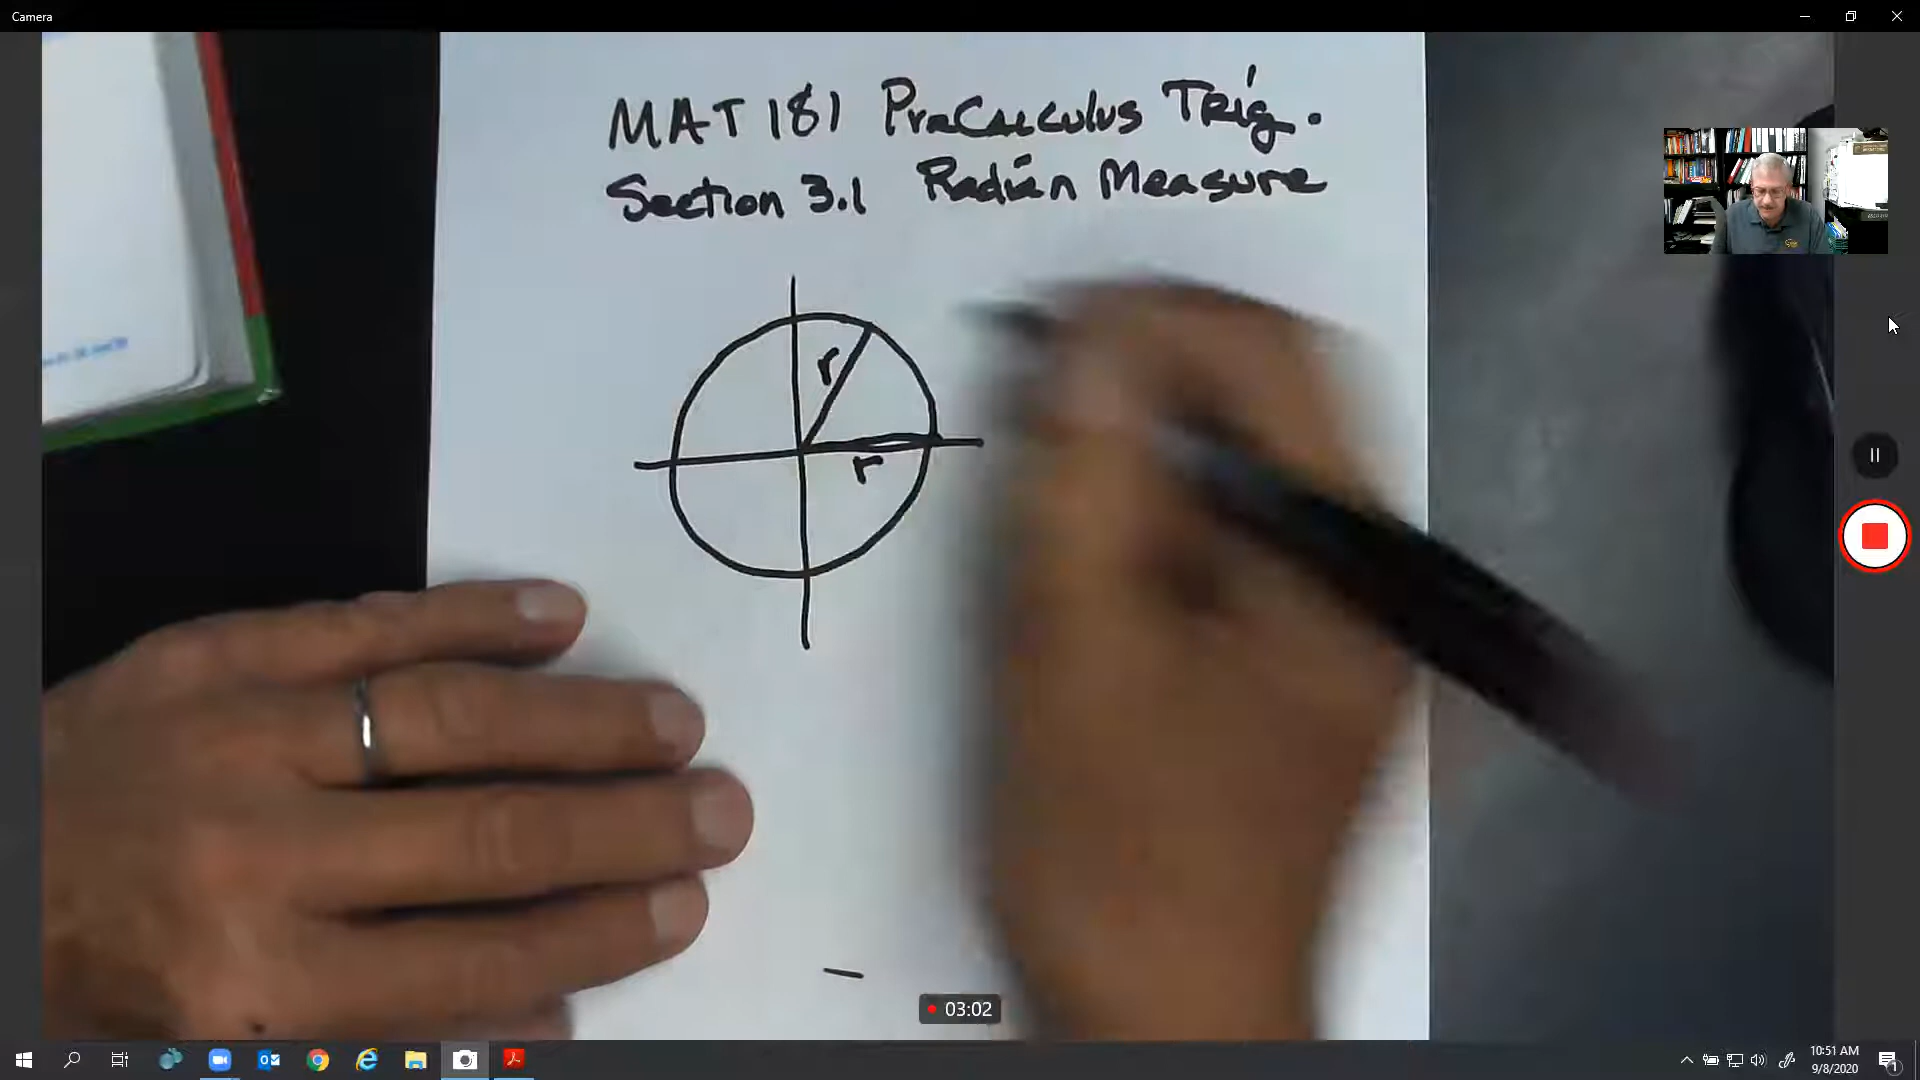 Camera
MAT 181 PreCalculus Trig.
Section 3.1 Radian Measure
r
r
03:02
10:51 AM
9/8/2020